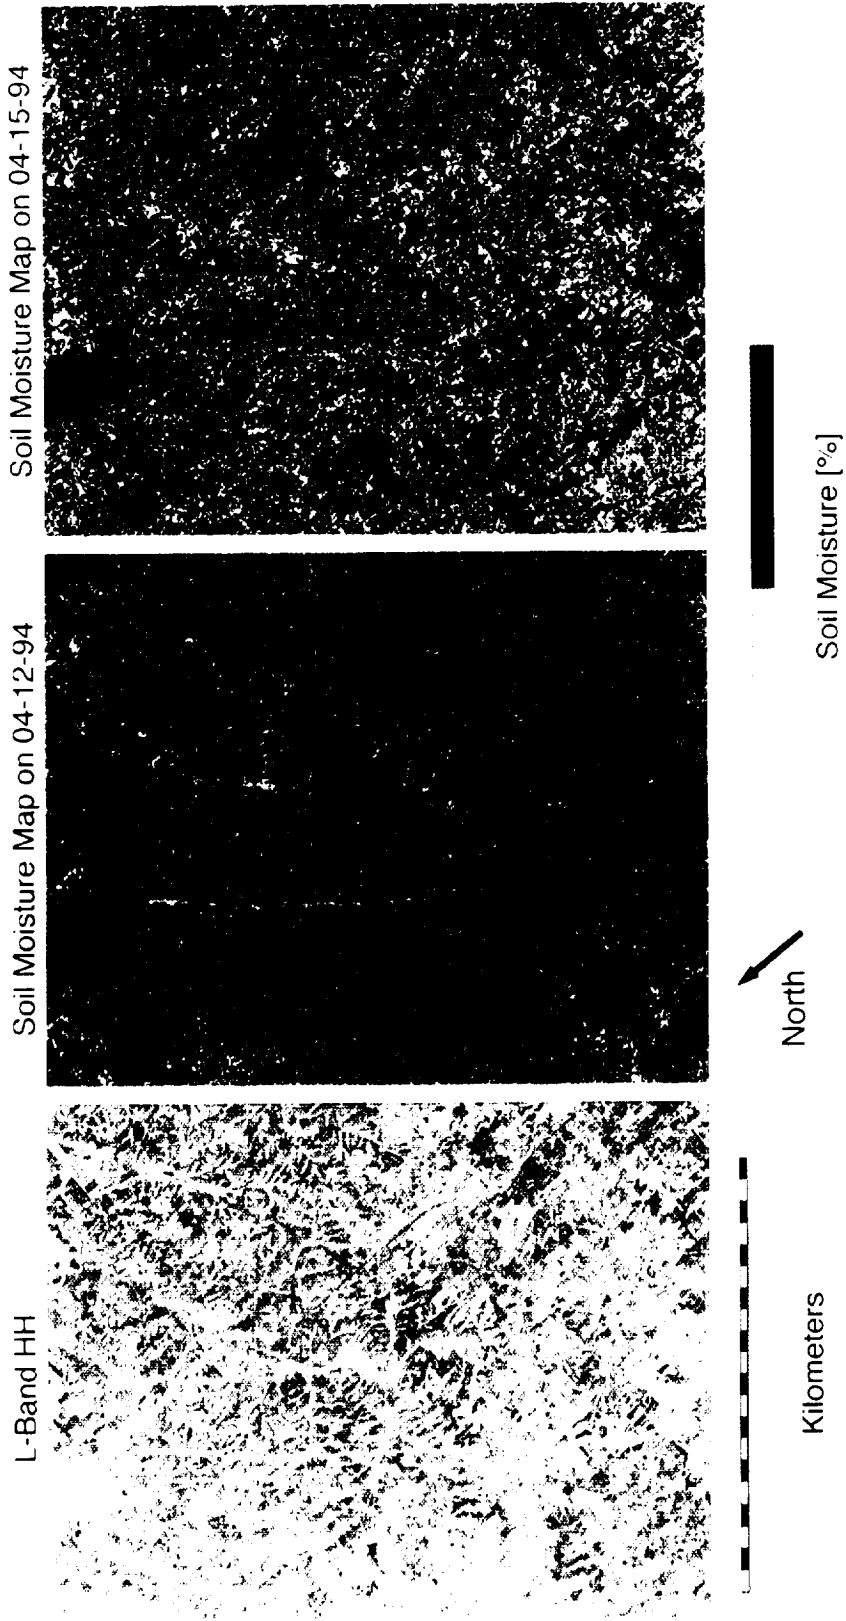 L-Band HH
Soil Moisture Map on 04-12-94
Soil Moisture Map on 04-15-94
Kilometers
North
Soil Moisture [%]